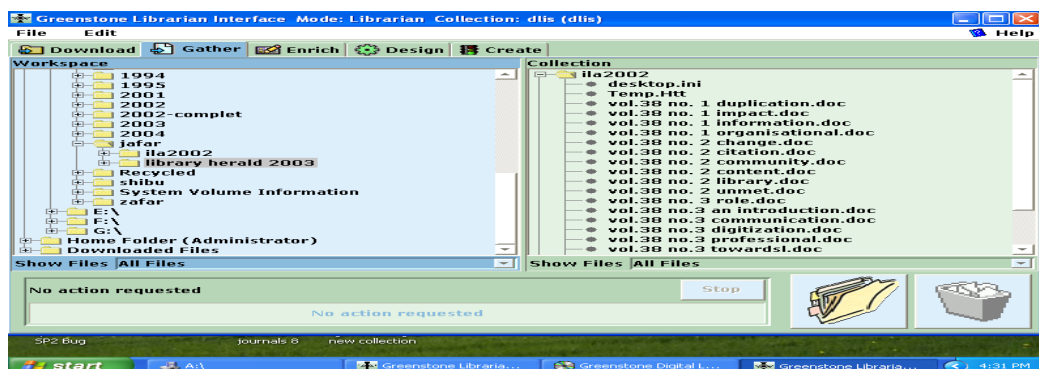 Greenstone Librarian Interface Mode: Librarian Collection: dlis (dlis)
File Edit Help
Download Gather Enrich Design Create
Workspace
1994
1995
2001
2002
2002-complet
2003
2004
jafar
ila2002
library herald 2003
Recycled
shibu
System Volume Information
zafar
E:\
F:\
G:\
Home Folder (Administrator)
Downloaded Files
Show Files All Files
Collection
ila2002
desktop.ini
Temp.Htt
vol.38 no. 1 duplication.doc
vol.38 no. 1 impact.doc
vol.38 no. 1 information.doc
vol.38 no. 1 organisational.doc
vol.38 no. 2 change.doc
vol.38 no. 2 citation.doc
vol.38 no. 2 community.doc
vol.38 no. 2 content.doc
vol.38 no. 2 library.doc
vol.38 no. 2 unmet.doc
vol.38 no. 3 role.doc
vol.38 no.3 an introduction.doc
vol.38 no.3 communication.doc
vol.38 no.3 digitization.doc
vol.38 no.3 professional.doc
vol.38 no.3 towardsl.doc
Show Files All Files
No action requested
Stop
No action requested
SP2 Bug journals 8 new collection
start A:\ Greenstone Libraria... Greenstone Digital L... Greenstone Libraria... 4:31 PM